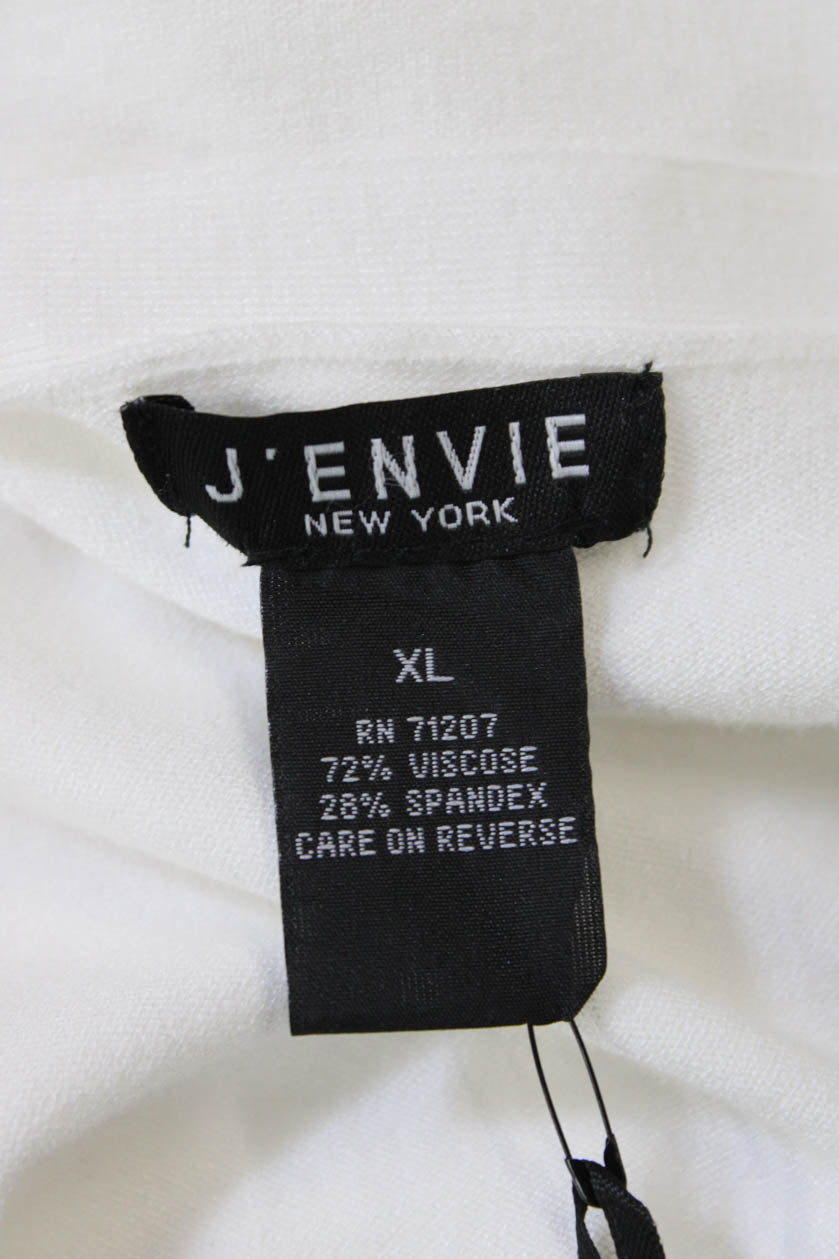 J'ENVIE
NEW YORK
XL
RN 71207
72% VISCOSE
28% SPANDEX
CARE ON REVERSE